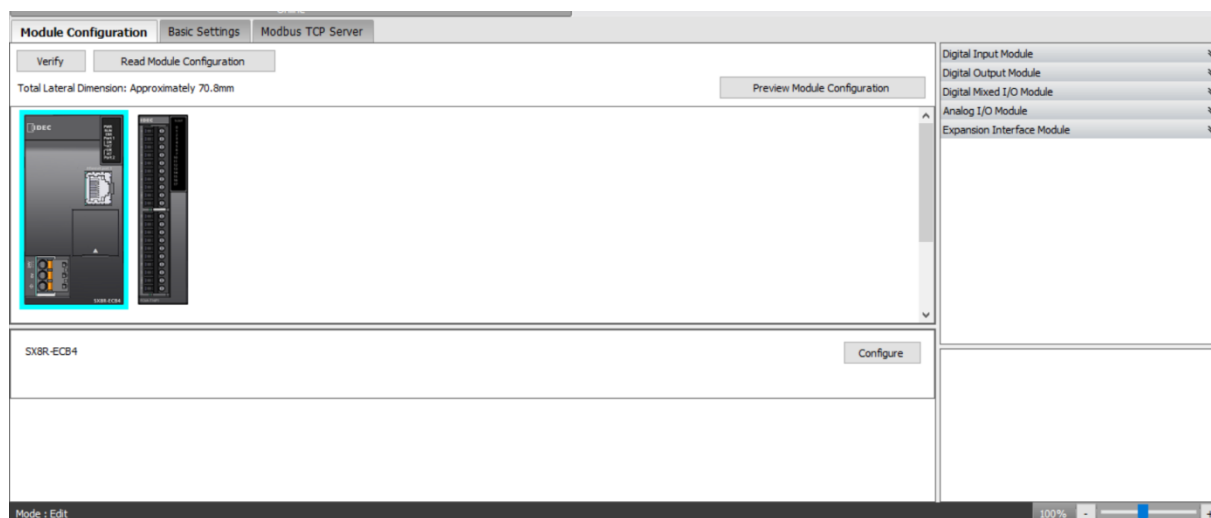 Module Configuration Basic Settings Modbus TCP Server
Verify Read Module Configuration
Total Lateral Dimension: Approximately 70.8mm
Preview Module Configuration
Digital Input Module
Digital Output Module
Digital Mixed I/O Module
Analog I/O Module
Expansion Interface Module
IDEC
IDEC
SX8R-ECB4
SX8R-ECB4
Configure
Mode : Edit
100% - +